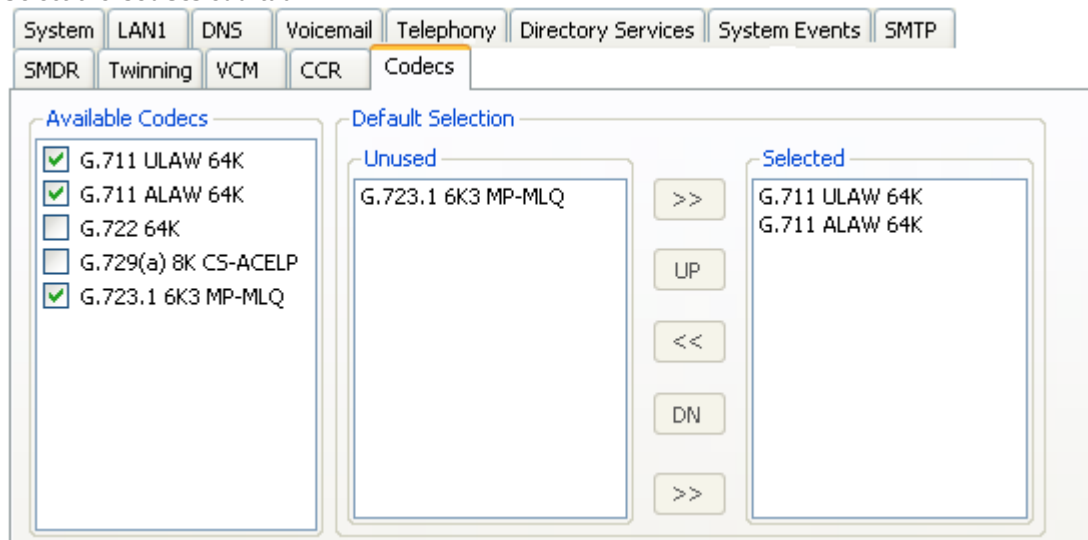 System LAN1 DNS Voicemail Telephony Directory Services System Events SMTP
SMDR Twinning VCM CCR Codecs
Available Codecs
G.711 ULAW 64K
G.711 ALAW 64K
G.722 64K
G.729(a) 8K CS-ACELP
G.723.1 6K3 MP-MLQ
Default Selection
Unused
G.723.1 6K3 MP-MLQ
>>
UP
<<
DN
>>
Selected
G.711 ULAW 64K
G.711 ALAW 64K